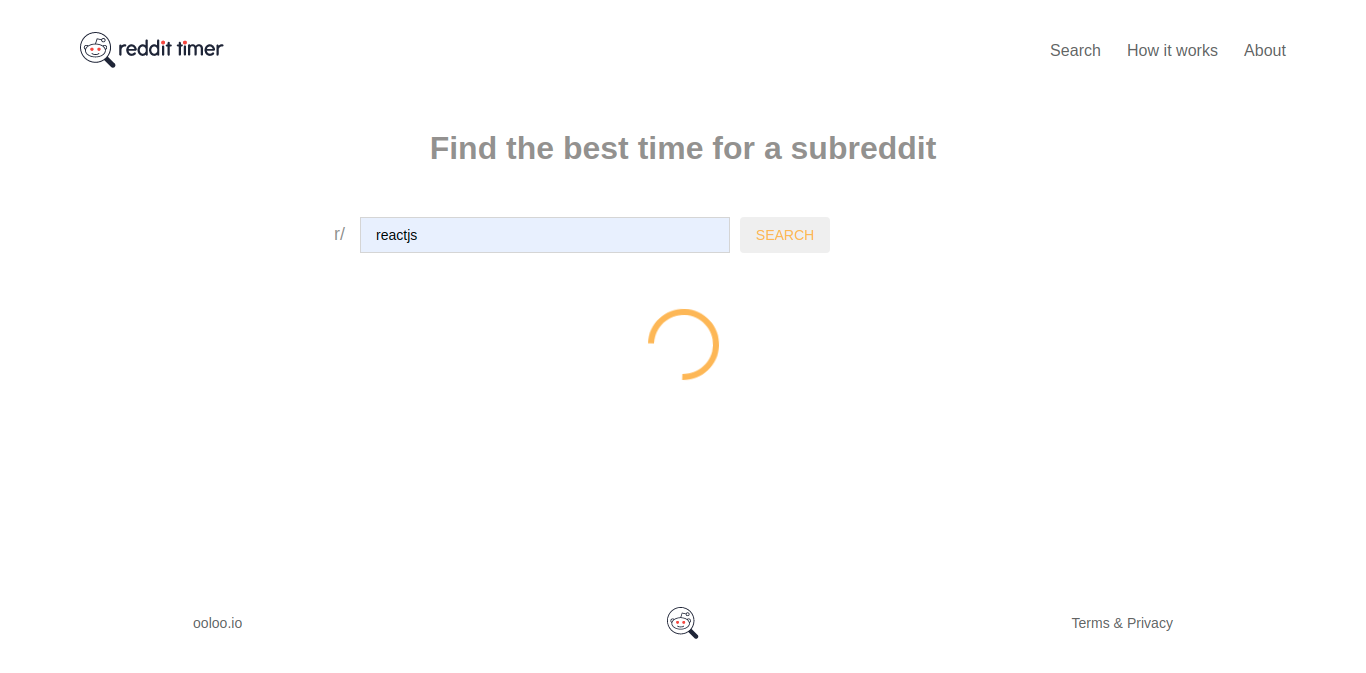 reddit timer
Search How it works About
Find the best time for a subreddit
r/ reactjs SEARCH
ooloo.io Terms & Privacy